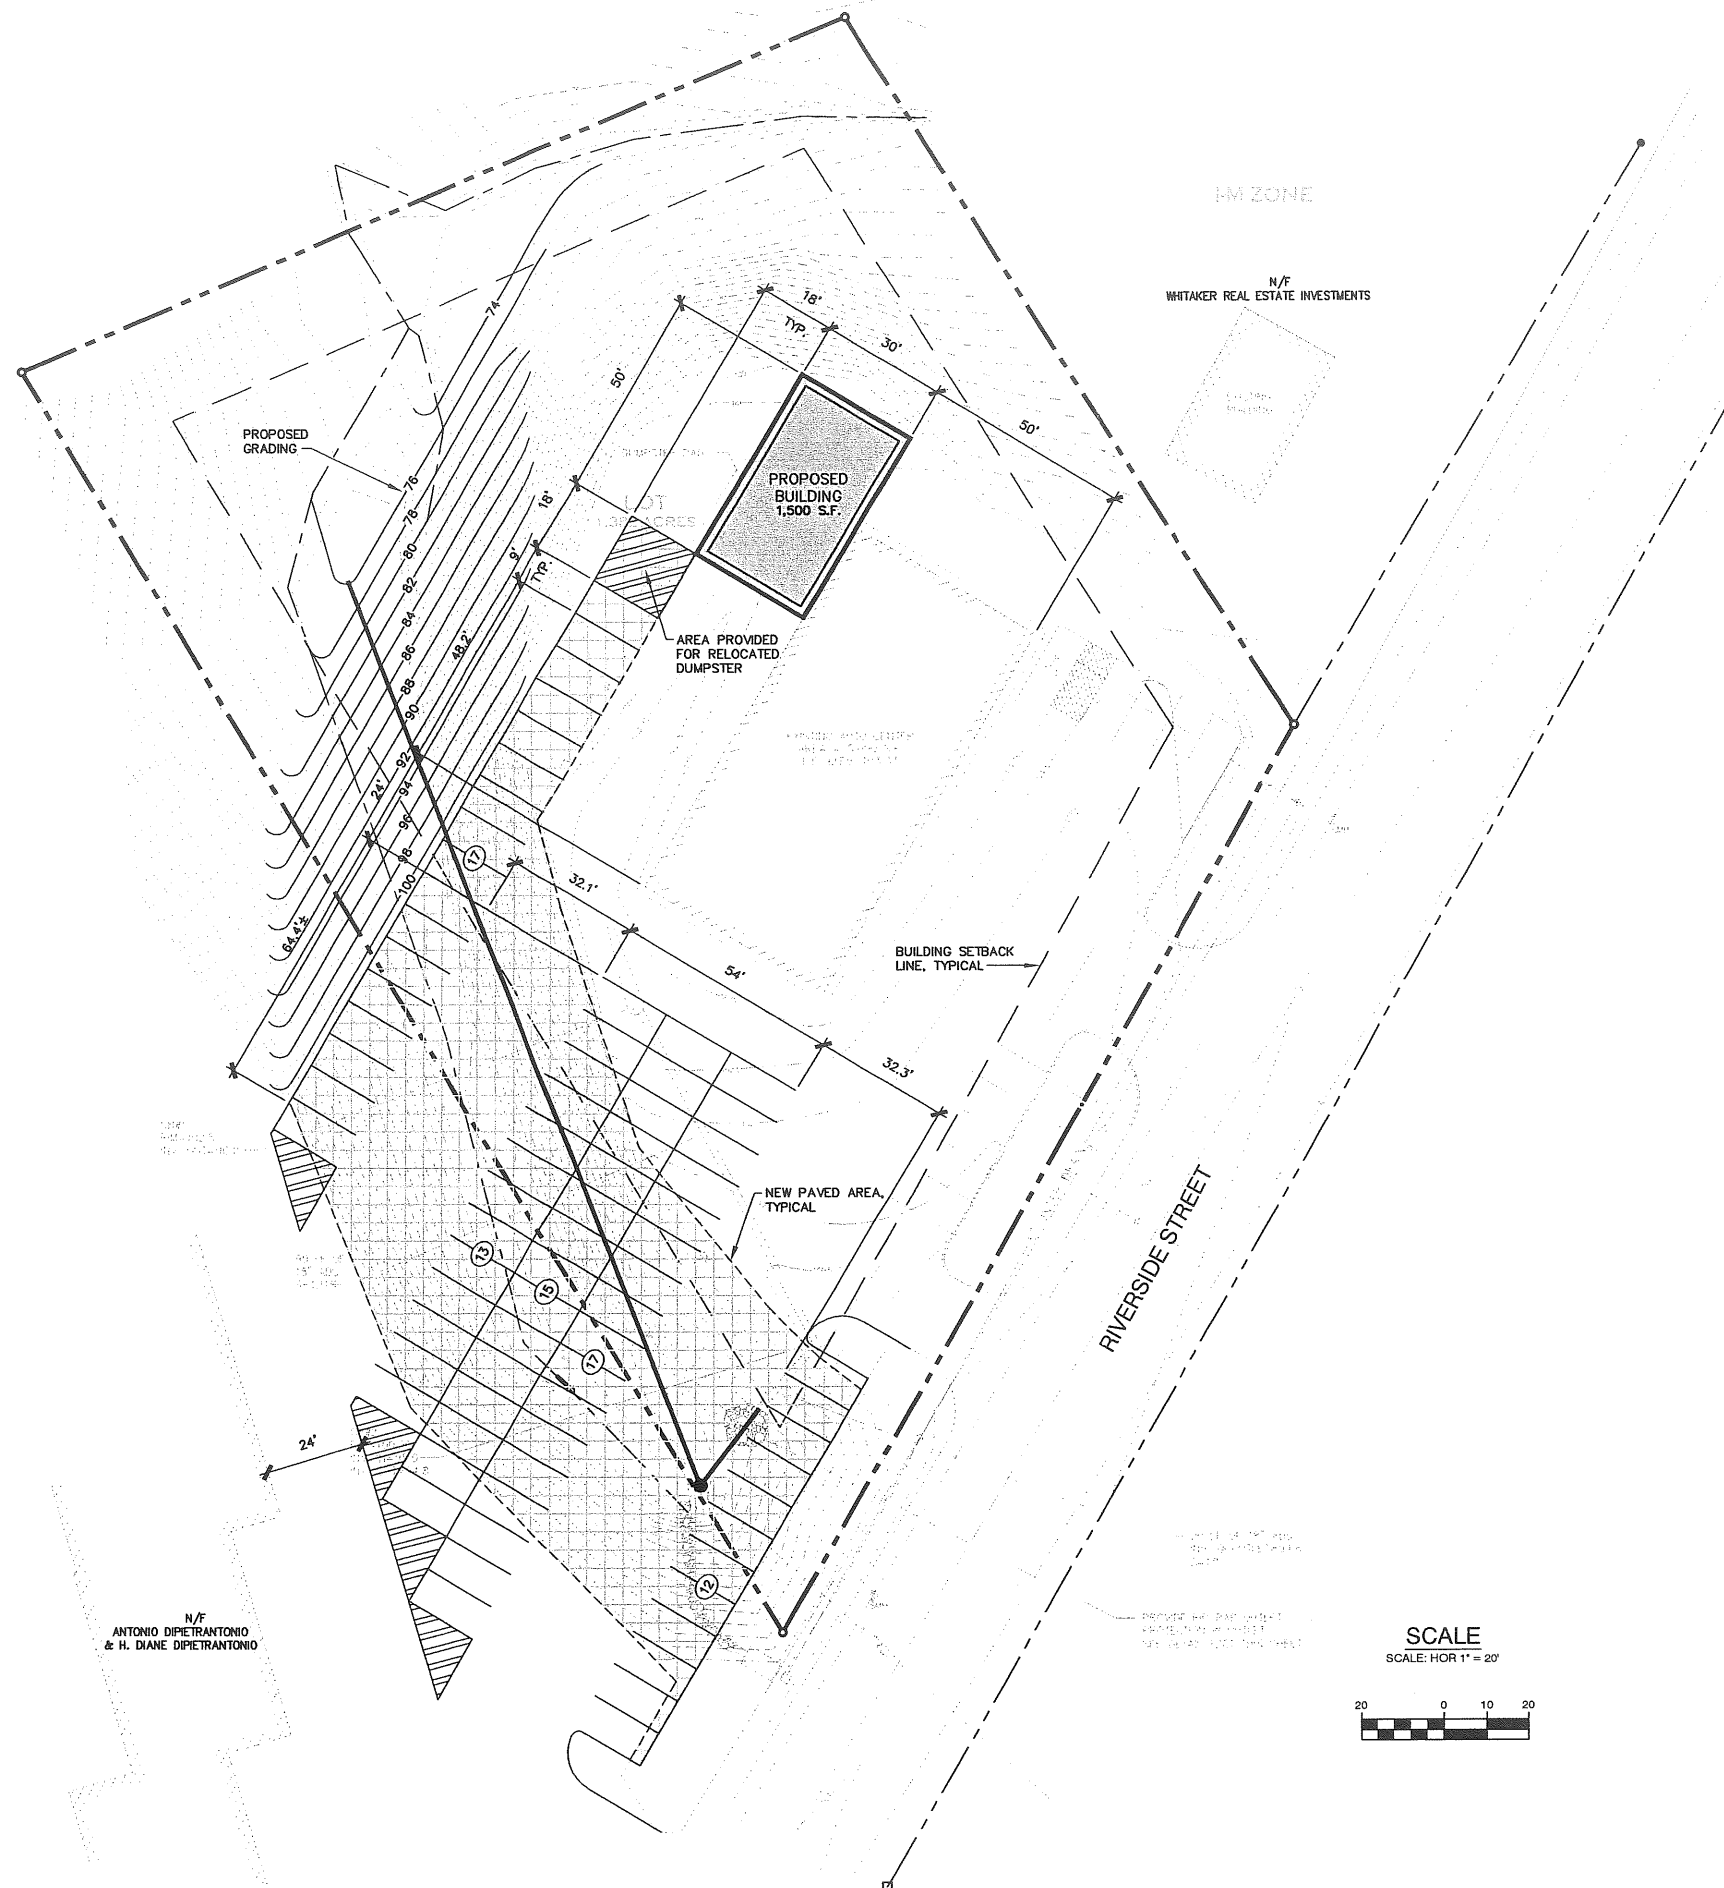 I-M ZONE
N/F
WHITAKER REAL ESTATE INVESTMENTS
18'
TYP.
30'
50'
50'
74
PROPOSED
GRADING
76
78
80
82
84
86
88
90
92
94
96
98
100
18'
9'
TYP.
48.2'
24'
64.4'±
LOT
ACRES
PROPOSED
BUILDING
1,500 S.F.
AREA PROVIDED
FOR RELOCATED
DUMPSTER
17
32.1'
54'
32.3'
BUILDING SETBACK
LINE, TYPICAL
NEW PAVED AREA,
TYPICAL
RIVERSIDE STREET
13
15
17
12
24'
N/F
ANTONIO DIPIETRANTONIO
& H. DIANE DIPIETRANTONIO
SCALE
SCALE: HOR 1" = 20'
20 0 10 20